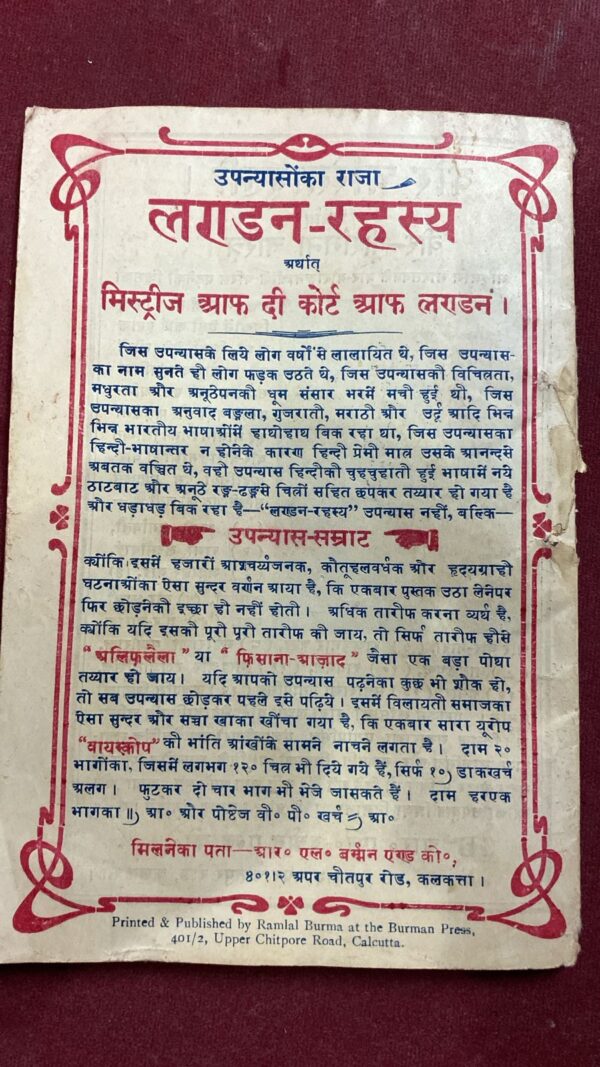 उपन्यासोंका राजा
लण्डन-रहस्य
अर्थात्
मिस्ट्रीज आफ दी कोर्ट आफ लण्डन ।
जिस उपन्यासके लिये लोग वर्षों से लालायित थे, जिस उपन्यास-
का नाम सुनते ही लोग फड़क उठते थे, जिस उपन्यासकी विचित्रता,
मधुरता और अनूठेपनकी धूम संसार भरमें मची हुई थी, जिस
उपन्यासका अनुवाद बङ्गला, गुजराती, मराठी और उर्दू आदि भिन्न
भिन्न भारतीय भाषाओंमें हाथोहाथ बिक रहा था, जिस उपन्यासका
हिन्दी-भाषान्तर न होनेके कारण हिन्दी प्रेमी मात्र उसके आनन्दसे
अबतक वञ्चित थे, वही उपन्यास हिन्दीकी चुहचुहाती हुई भाषामें नये
ठाटबाट और अनूठे रङ्ग-ढङ्गसे चित्रों सहित छपकर तय्यार हो गया है
और धड़ाधड़ बिक रहा है—“लण्डन-रहस्य” उपन्यास नहीं, बल्कि—
उपन्यास-सम्राट
क्योंकि इसमें हजारों आश्चर्य्यजनक, कौतूहलवर्धक और हृदयग्राही
घटनाओंका ऐसा सुन्दर वर्णन आया है, कि एकबार पुस्तक उठा लेनेपर
फिर छोड़नेकी इच्छा ही नहीं होती । अधिक तारीफ करना व्यर्थ है,
क्योंकि यदि इसकी पूरी पूरी तारीफ की जाय, तो सिर्फ तारीफ हीसे
“अलिफलैला” या “फिसाना-आज़ाद” जैसा एक बड़ा पोथा
तय्यार हो जाय । यदि आपको उपन्यास पढ़नेका कुछ भी शौक हो,
तो सब उपन्यास छोड़कर पहले इसे पढ़िये । इसमें विलायती समाजका
ऐसा सुन्दर और सच्चा खाका खींचा गया है, कि एकबार सारा यूरोप
“वायस्कोप” की भांति आंखोंके सामने नाचने लगता है । दाम २०
भागोंका, जिसमें लगभग १२० चित्र भी दिये गये हैं, सिर्फ १०) डाकखर्च
अलग । फुटकर दो चार भाग भी भेजे जासकते हैं । दाम हरएक
भागका ॥) आ० और पोष्टेज वी० पी० खर्च ⹀) आ०
मिलनेका पता—आर० एल० बर्म्मन एण्ड को०,
४०१।२ अपर चीतपुर रोड, कलकत्ता ।
Printed & Published by Ramlal Burma at the Burman Press,
401/2, Upper Chitpore Road, Calcutta.